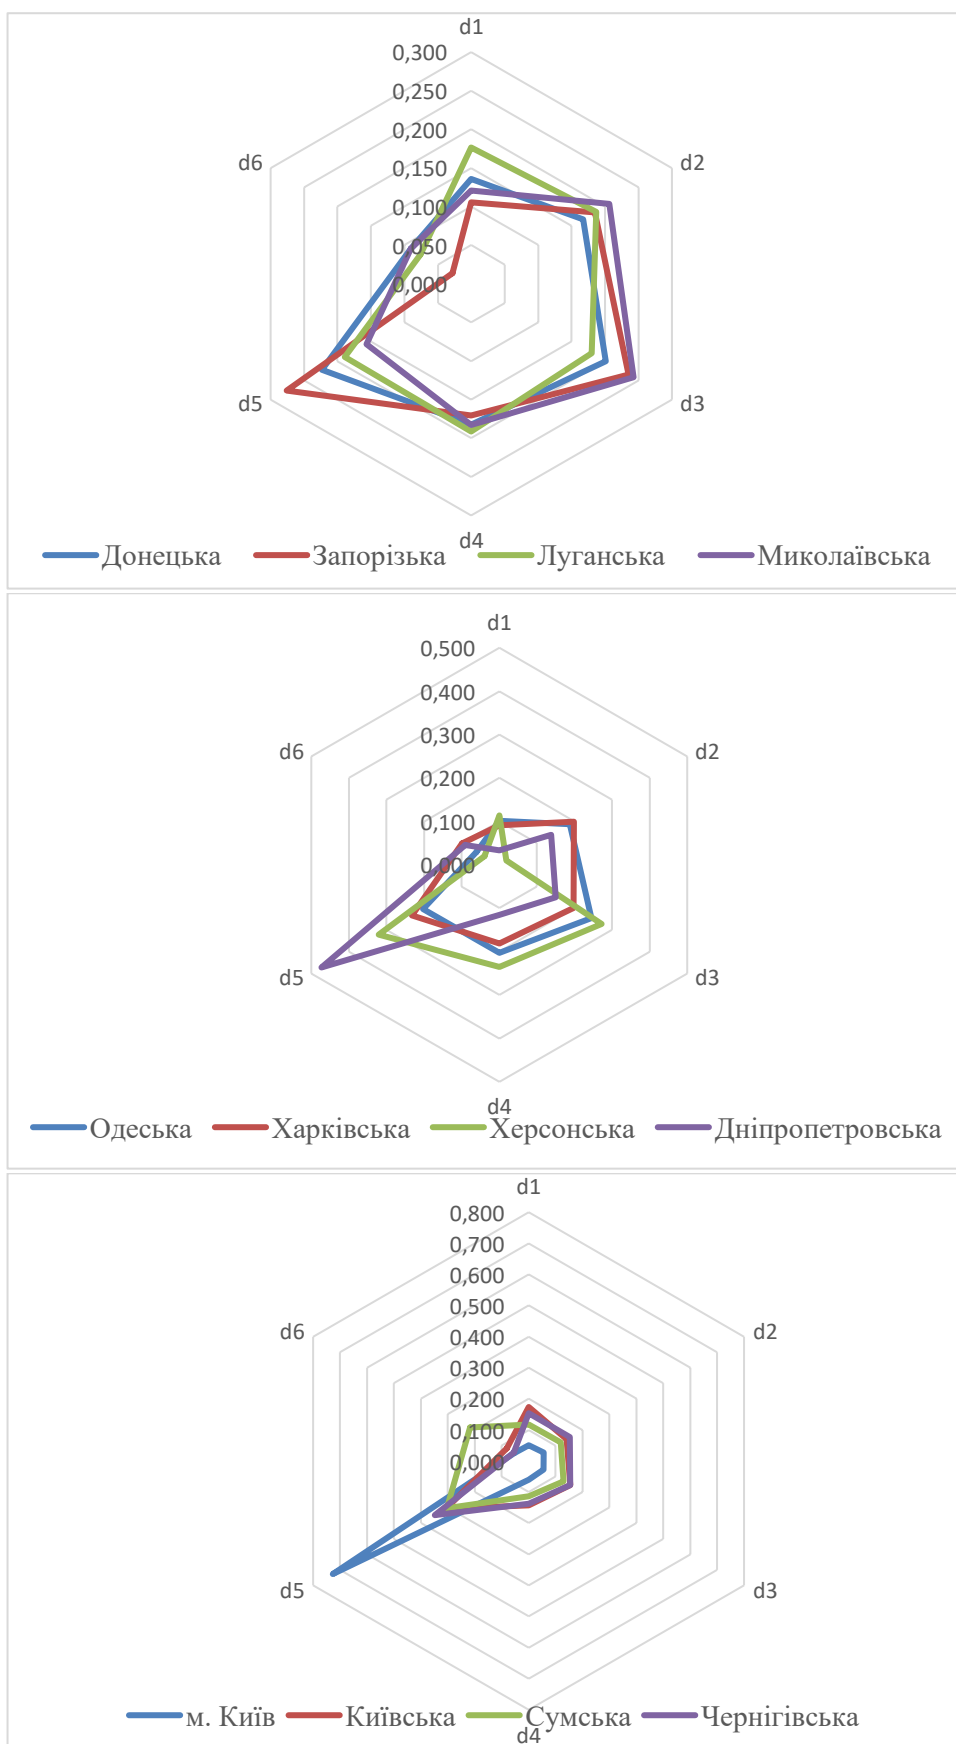 d1
0,300
0,250
0,200
0,150
0,100
0,050
0,000
d6
d2
d5
d3
d4
Донецька Запорізька Луганська Миколаївська
d1
0,500
0,400
0,300
0,200
0,100
0,000
d6
d2
d5
d3
d4
Одеська Харківська Херсонська Дніпропетровська
d1
0,800
0,700
0,600
0,500
0,400
0,300
0,200
0,100
0,000
d6
d2
d5
d3
м. Київ Київська Сумська Чернігівська
d4